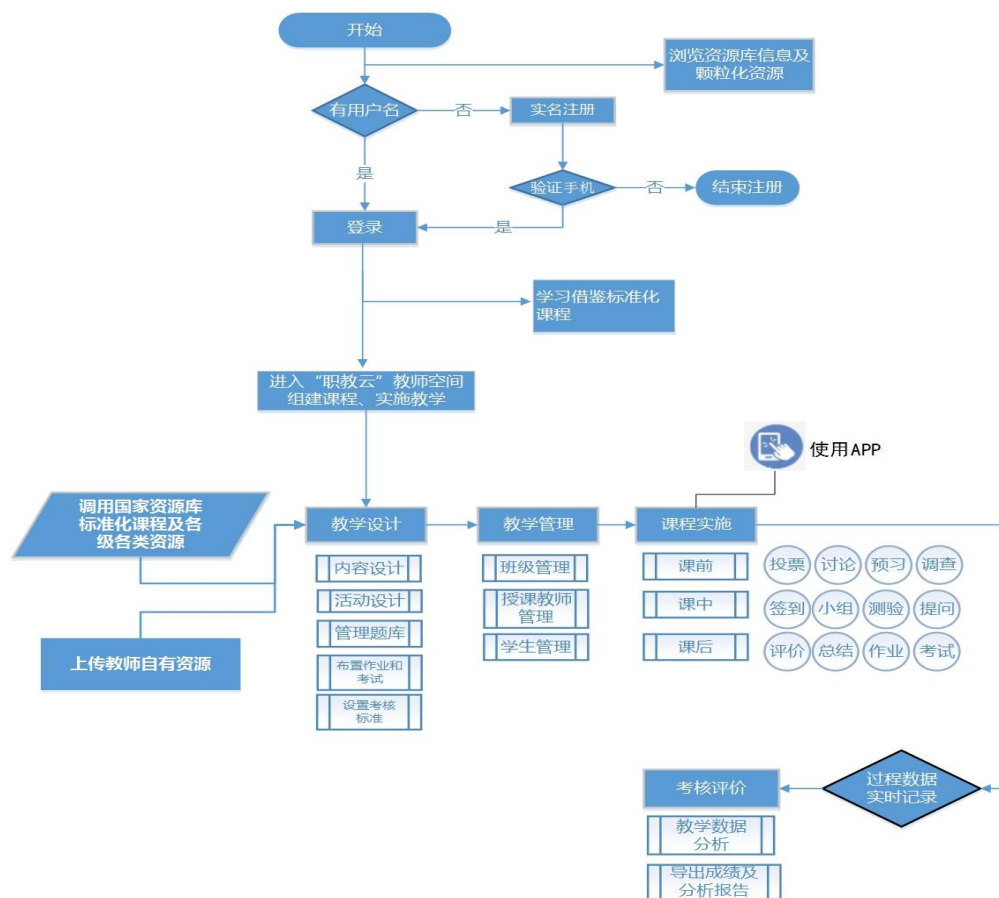 开始
浏览资源库信息及
颗粒化资源
有用户名
否
实名注册
是
验证手机
否
结束注册
登录
是
学习借鉴标准化
课程
进入“职教云”教师空间
组建课程、实施教学
使用APP
调用国家资源库
标准化课程及各
级各类资源
教学设计
教学管理
课程实施
内容设计
班级管理
课前
投票
讨论
预习
调查
活动设计
授课教师
管理
课中
签到
小组
测验
提问
管理题库
学生管理
课后
评价
总结
作业
考试
上传教师自有资源
布置作业和
考试
设置考核
标准
考核评价
过程数据
实时记录
教学数据
分析
导出成绩及
分析报告